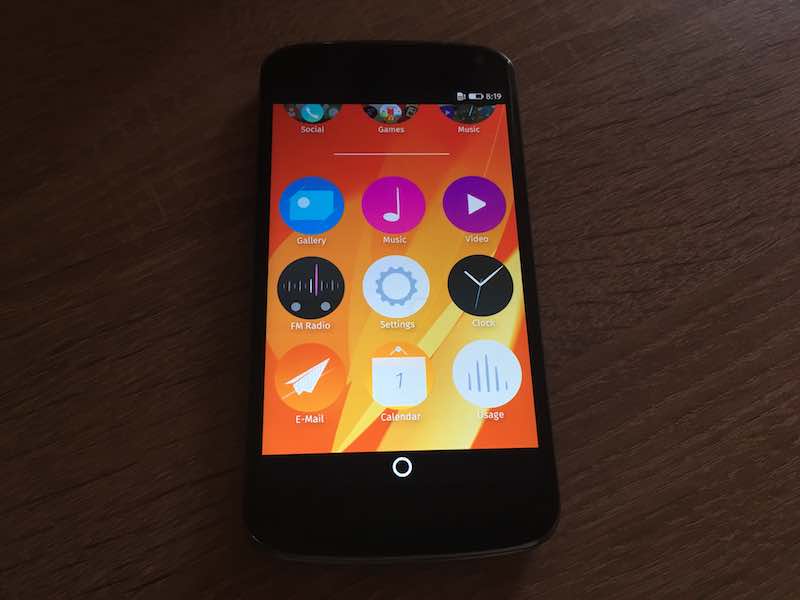 8:19
Social Games Music
Gallery Music Video
FM Radio Settings Clock
1
E-Mail Calendar Usage